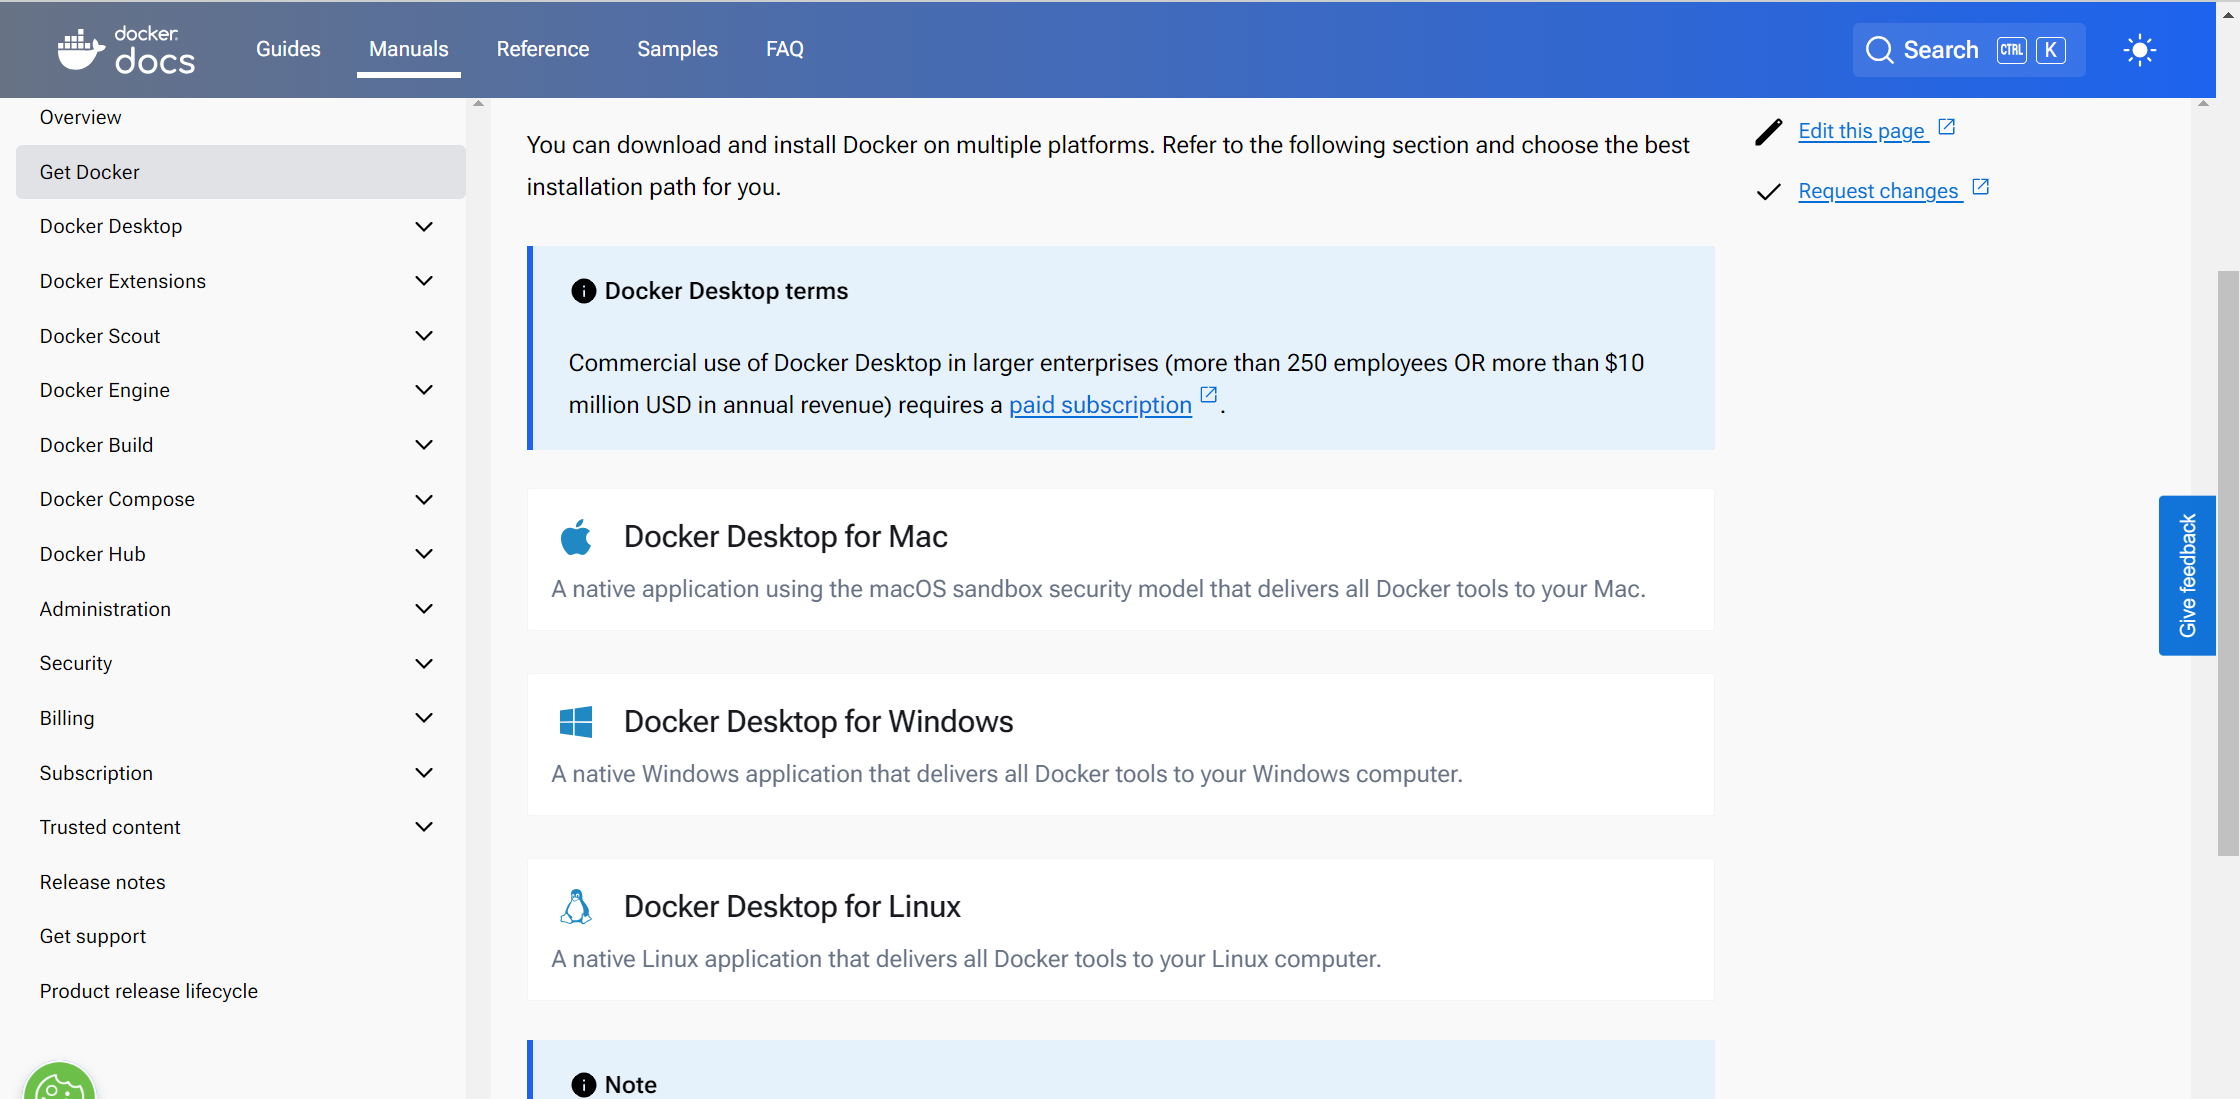 docker
docs
Guides
Manuals
Reference
Samples
FAQ
Search
CTRL
K
Overview
Get Docker
Docker Desktop
Docker Extensions
Docker Scout
Docker Engine
Docker Build
Docker Compose
Docker Hub
Administration
Security
Billing
Subscription
Trusted content
Release notes
Get support
Product release lifecycle
You can download and install Docker on multiple platforms. Refer to the following section and choose the best
installation path for you.
Docker Desktop terms
Commercial use of Docker Desktop in larger enterprises (more than 250 employees OR more than $10
million USD in annual revenue) requires a paid subscription .
Docker Desktop for Mac
A native application using the macOS sandbox security model that delivers all Docker tools to your Mac.
Docker Desktop for Windows
A native Windows application that delivers all Docker tools to your Windows computer.
Docker Desktop for Linux
A native Linux application that delivers all Docker tools to your Linux computer.
Note
Edit this page
Request changes
Give feedback